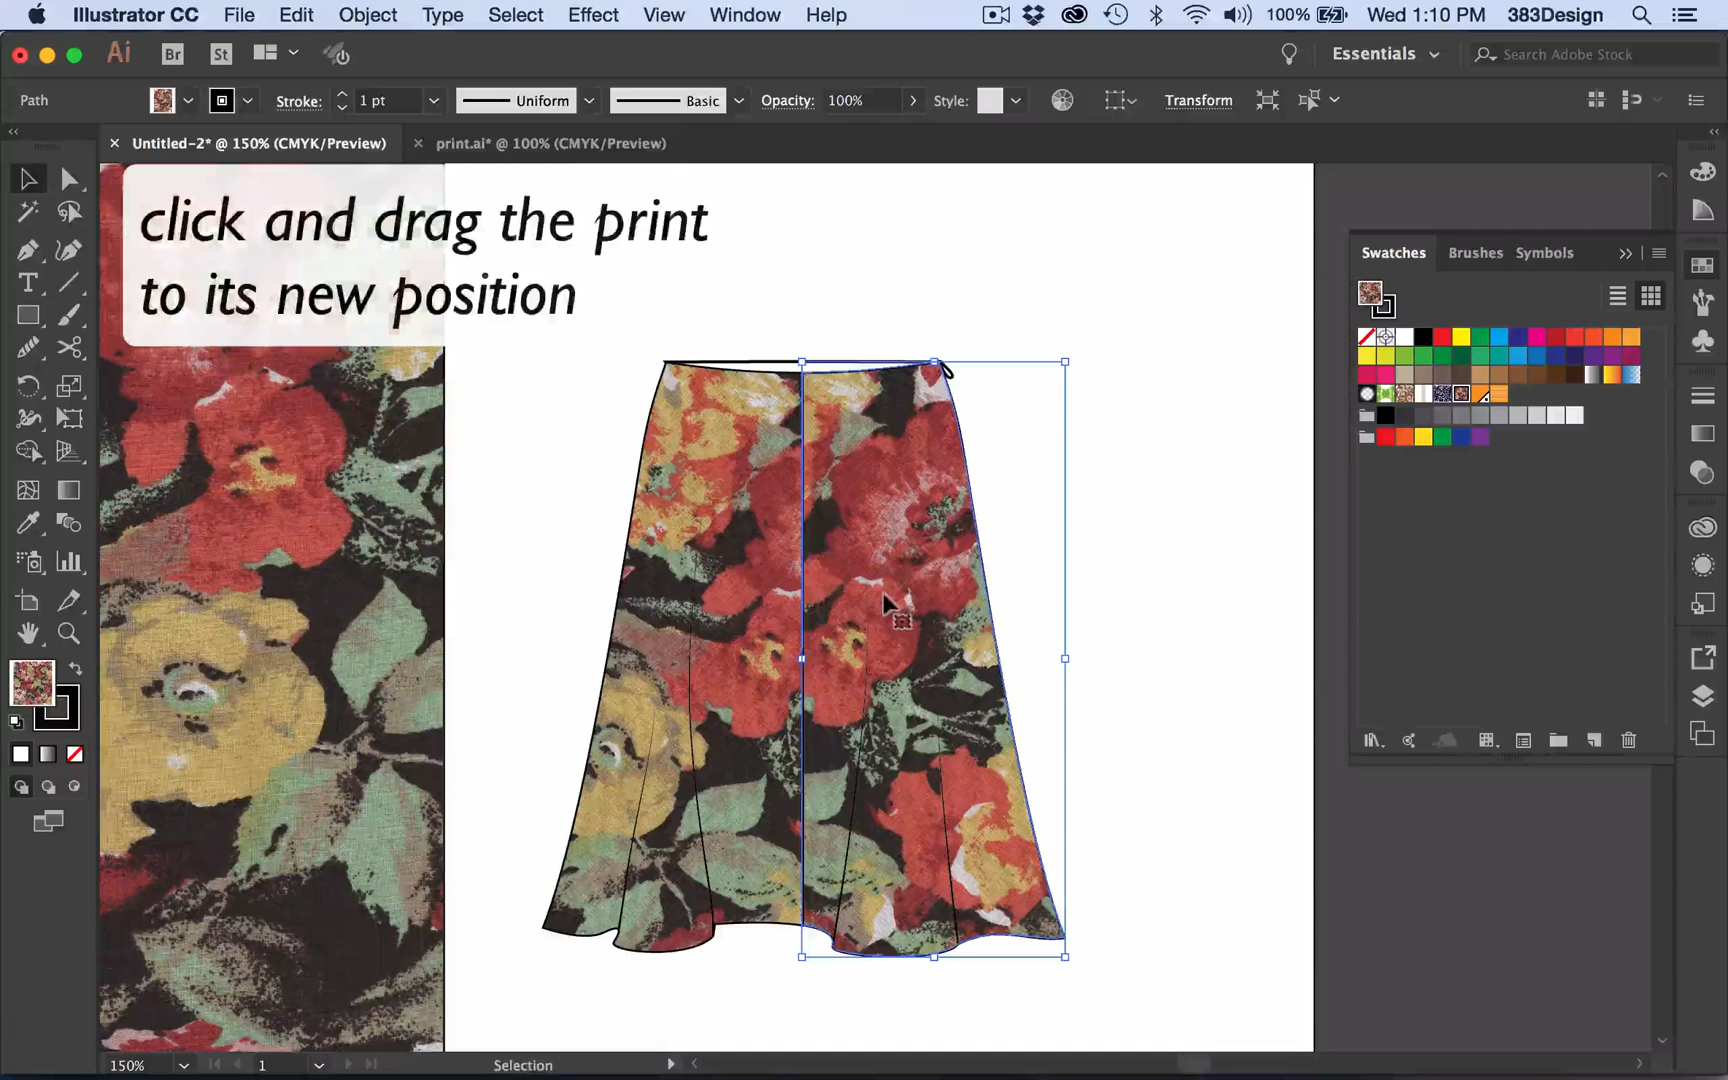 Illustrator CC File Edit Object Type Select Effect View Window Help 100% Wed 1:10 PM 383Design
Ai Br St Essentials Search Adobe Stock
Path Stroke: 1 pt Uniform Basic Opacity: 100% Style: Transform
Untitled-2* @ 150% (CMYK/Preview) print.ai* @ 100% (CMYK/Preview)
click and drag the print
to its new position
Swatches Brushes Symbols
150% 1 Selection